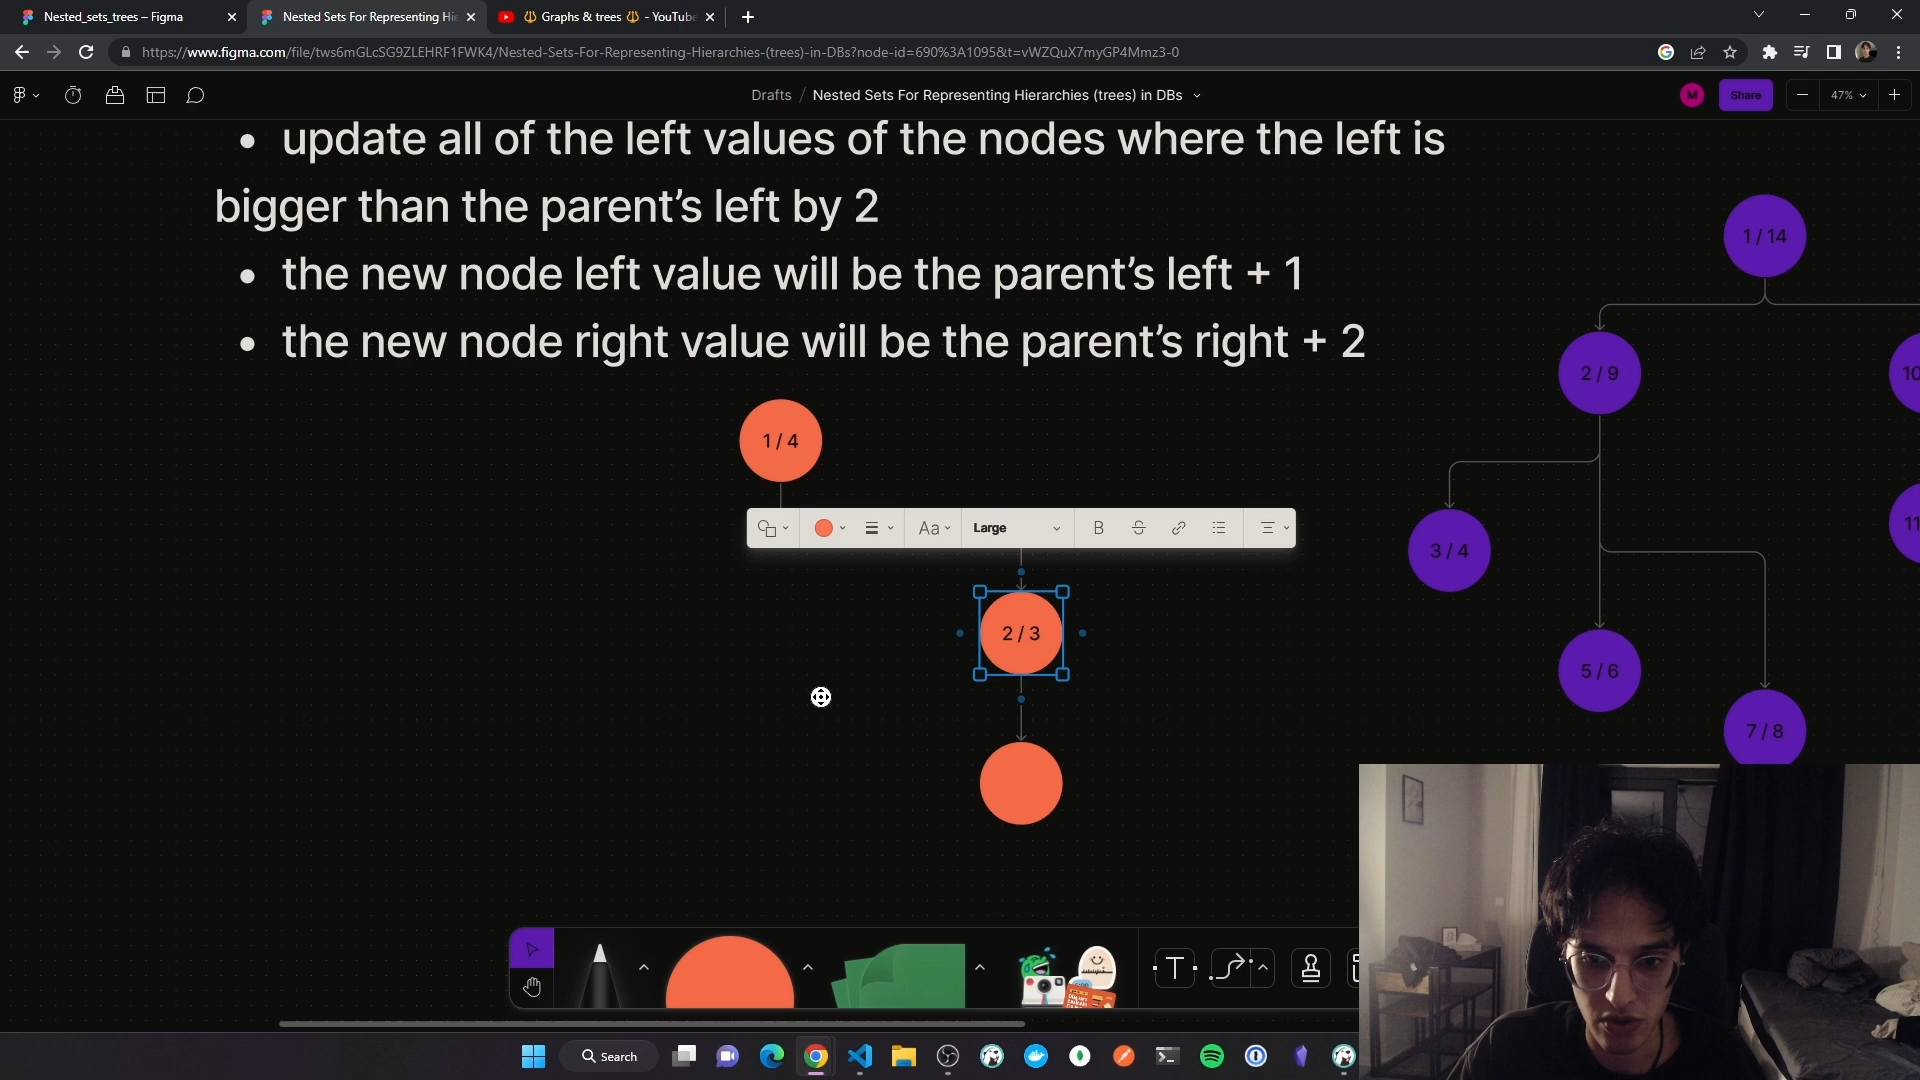 Nested_sets_trees – Figma
Nested Sets For Representing Hi
Graphs & trees - YouTub
https://www.figma.com/file/tws6mGLcSG9ZLEHRF1FWK4/Nested-Sets-For-Representing-Hierarchies-(trees)-in-DBs?node-id=690%3A1095&t=vWZQuX7myGP4Mmz3-0
Drafts / Nested Sets For Representing Hierarchies (trees) in DBs
M
Share
47%
• update all of the left values of the nodes where the left is
bigger than the parent’s left by 2
• the new node left value will be the parent’s left + 1
• the new node right value will be the parent’s right + 2
1 / 14
2 / 9
10
1 / 4
Aa
Large
B
S
11
3 / 4
2 / 3
5 / 6
7 / 8
T
Search